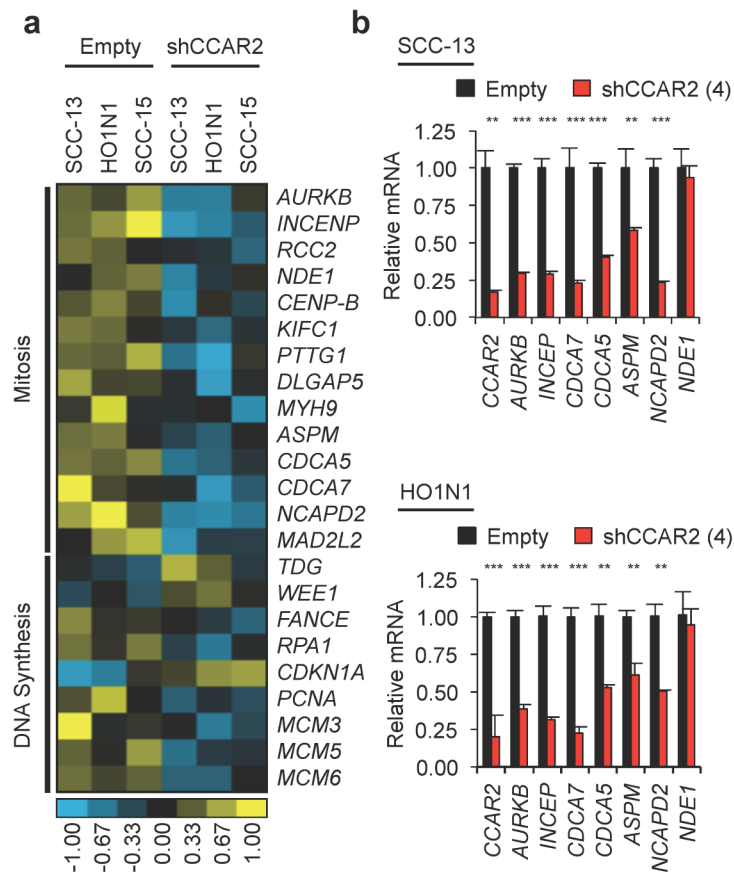 a
Empty shCCAR2
SCC-13 HO1N1 SCC-15 SCC-13 HO1N1 SCC-15
Mitosis
AURKB
INCENP
RCC2
NDE1
CENP-B
KIFC1
PTTG1
DLGAP5
MYH9
ASPM
CDCA5
CDCA7
NCAPD2
MAD2L2
DNA Synthesis
TDG
WEE1
FANCE
RPA1
CDKN1A
PCNA
MCM3
MCM5
MCM6
-1.00 -0.67 -0.33 0.00 0.33 0.67 1.00
b
SCC-13
Empty shCCAR2 (4)
** *** *** *** *** ** ***
Relative mRNA
1.25
1.00
0.75
0.50
0.25
0.00
CCAR2 AURKB INCEP CDCA7 CDCA5 ASPM NCAPD2 NDE1
HO1N1
Empty shCCAR2 (4)
*** *** *** *** ** ** **
Relative mRNA
1.25
1.00
0.75
0.50
0.25
0.00
CCAR2 AURKB INCEP CDCA7 CDCA5 ASPM NCAPD2 NDE1